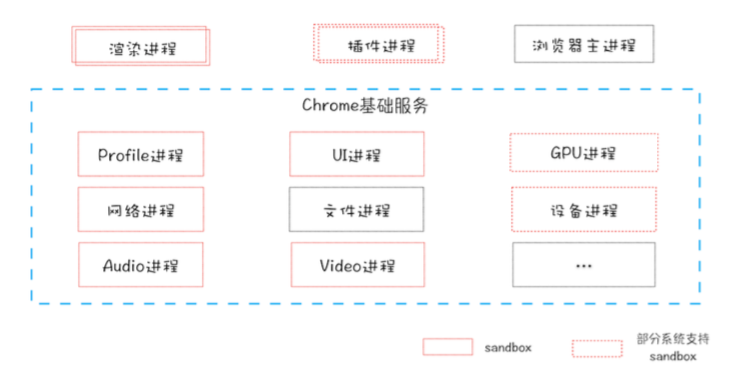 渲染进程
插件进程
浏览器主进程
Chrome基础服务
Profile进程
UI进程
GPU进程
网络进程
文件进程
设备进程
Audio进程
Video进程
...
sandbox
部分系统支持
sandbox